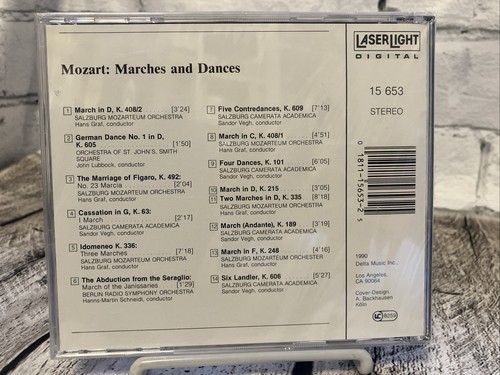 Mozart: Marches and Dances
1 March in D, K. 408/2 [3'24]
SALZBURG MOZARTEUM ORCHESTRA
Hans Graf, conductor
2 German Dance No. 1 in D,
K. 605 [1'50]
ORCHESTRA OF ST. JOHN'S, SMITH
SQUARE
John Lubbock, conductor
3 The Marriage of Figaro, K. 492:
No. 23 Marcia [2'04]
SALZBURG MOZARTEUM ORCHESTRA
Hans Graf, conductor
4 Cassation in G, K. 63:
I March [2'17]
SALZBURG CAMERATA ACADEMICA
Sandor Vegh, conductor
5 Idomeneo K. 336:
Three Marches [7'18]
SALZBURG MOZARTEUM ORCHESTRA
Hans Graf, conductor
6 The Abduction from the Seraglio:
March of the Janissaries [1'29]
BERLIN RADIO SYMPHONY ORCHESTRA
Hanns-Martin Schneidt, conductor
7 Five Contredances, K. 609 [7'13]
SALZBURG CAMERATA ACADEMICA
Sandor Vegh, conductor
8 March in C, K. 408/1 [4'51]
SALZBURG MOZARTEUM ORCHESTRA
Hans Graf, conductor
9 Four Dances, K. 101 [6'05]
SALZBURG CAMERATA ACADEMICA
Sandor Vegh, conductor
10 March in D, K. 215 [3'05]
11 Two Marches in D, K. 335 [8'18]
SALZBURG MOZARTEUM ORCHESTRA
Hans Graf, conductor
12 March (Andante), K. 189 [3'19]
SALZBURG CAMERATA ACADEMICA
Sandor Vegh, conductor
13 March in F, K. 248 [4'16]
SALZBURG MOZARTEUM ORCHESTER
Hans Graf, conductor
14 Six Landler, K. 606 [5'27]
SALZBURG CAMERATA ACADEMICA
Sandor Vegh, conductor
LASERLIGHT
DIGITAL
15 653
STEREO
0 1811-15653-2 5
1990
Delta Music Inc.
Los Angeles,
CA 90064
Cover-Design:
A. Backhausen
Köln
LC 8259